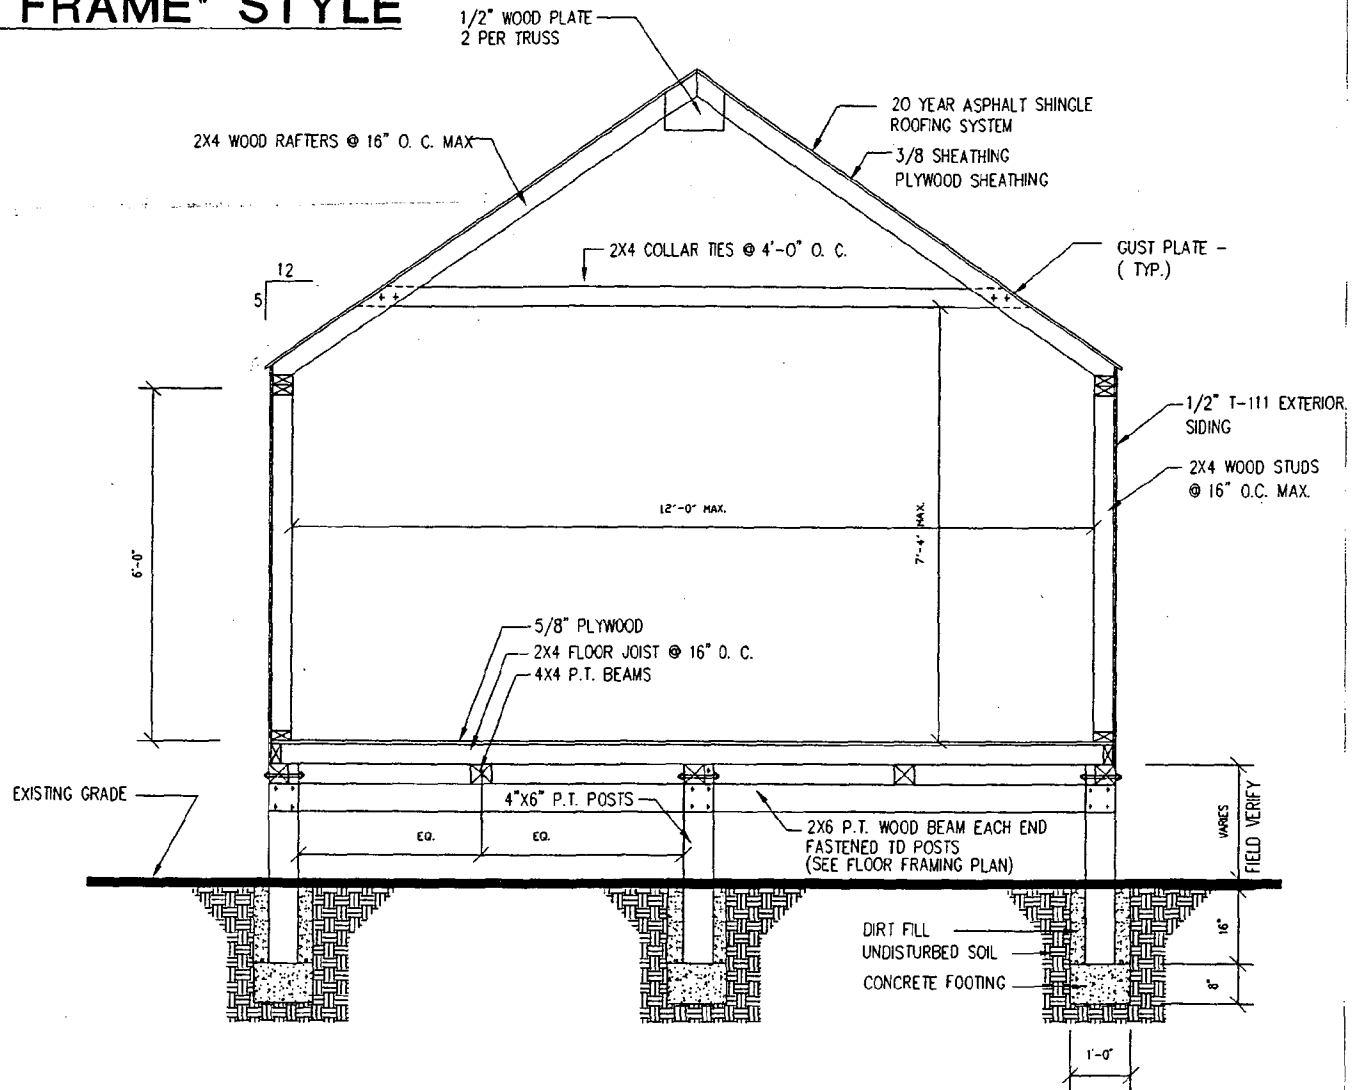 FRAME" STYLE
1/2" WOOD PLATE
2 PER TRUSS
20 YEAR ASPHALT SHINGLE
ROOFING SYSTEM
2X4 WOOD RAFTERS @ 16" O. C. MAX
3/8 SHEATHING
PLYWOOD SHEATHING
2X4 COLLAR TIES @ 4'-0" O. C.
GUST PLATE -
( TYP.)
12
5
1/2" T-111 EXTERIOR
SIDING
2X4 WOOD STUDS
@ 16" O.C. MAX.
12'-0" MAX.
7'-4" MAX.
6'-0"
5/8" PLYWOOD
2X4 FLOOR JOIST @ 16" O. C.
4X4 P.T. BEAMS
EXISTING GRADE
4"X6" P.T. POSTS
EQ.
EQ.
2X6 P.T. WOOD BEAM EACH END
FASTENED TO POSTS
(SEE FLOOR FRAMING PLAN)
VARIES
FIELD VERIFY
DIRT FILL
UNDISTURBED SOIL
CONCRETE FOOTING
16"
8"
1'-0"